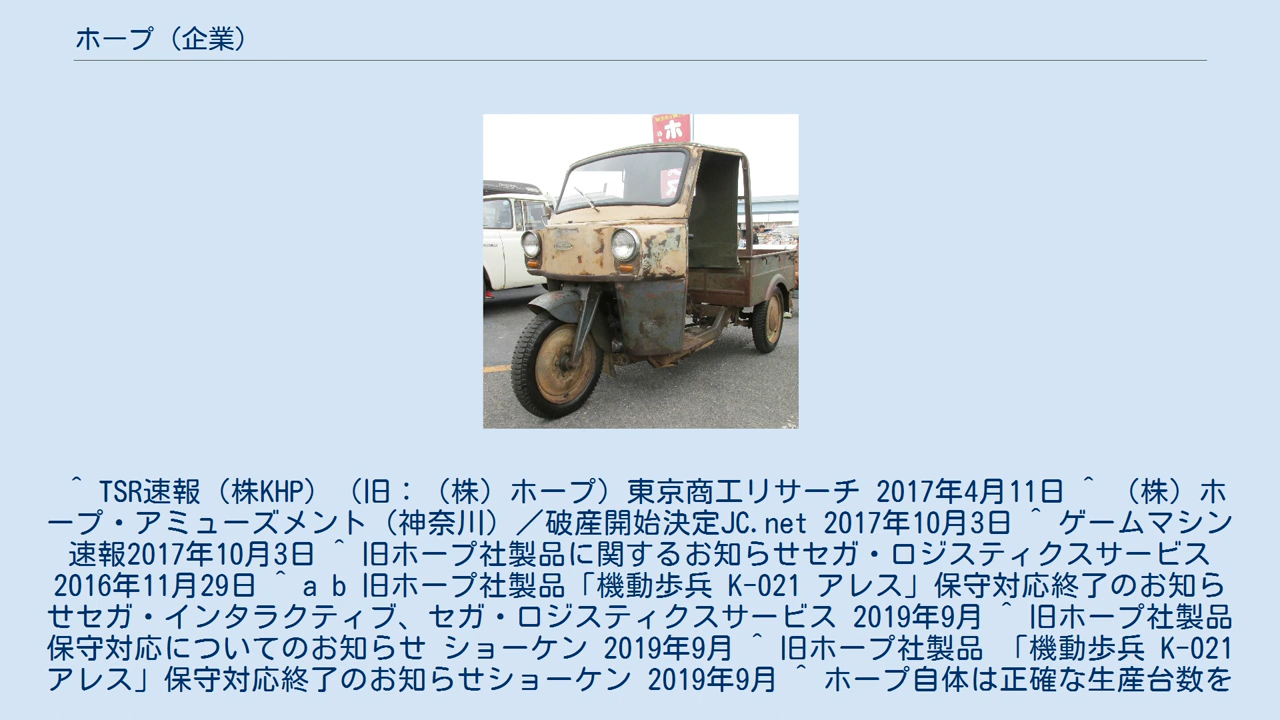 ホープ（企業）
ホ
^ TSR速報（株KHP）（旧：（株）ホープ）東京商工リサーチ 2017年4月11日 ^ （株）ホ
ープ・アミューズメント（神奈川）／破産開始決定JC.net 2017年10月3日 ^ ゲームマシン
速報2017年10月3日 ^ 旧ホープ社製品に関するお知らせセガ・ロジスティクスサービス
2016年11月29日 ^ a b 旧ホープ社製品「機動歩兵 K-021 アレス」保守対応終了のお知ら
せセガ・インタラクティブ、セガ・ロジスティクスサービス 2019年9月 ^ 旧ホープ社製品
保守対応についてのお知らせ ショーケン 2019年9月 ^ 旧ホープ社製品 「機動歩兵 K-021
アレス」保守対応終了のお知らせショーケン 2019年9月 ^ ホープ自体は正確な生産台数を